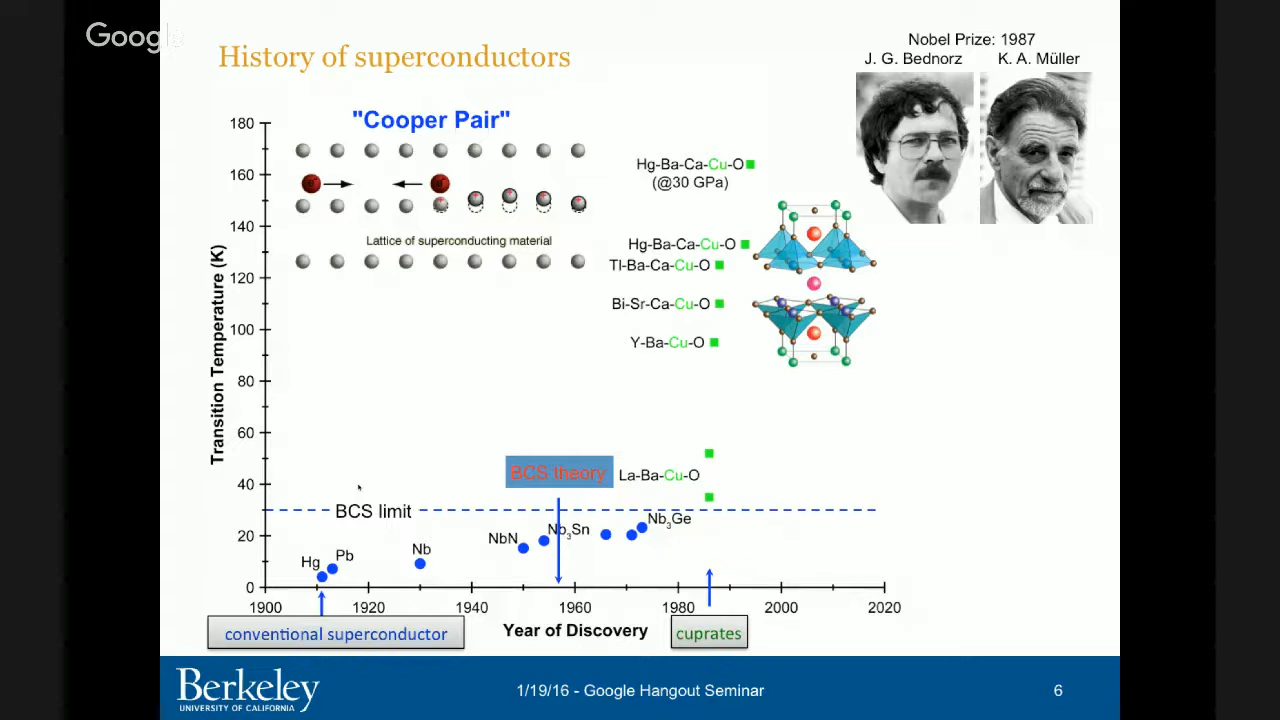 Google
History of superconductors
Nobel Prize: 1987
J. G. Bednorz K. A. Müller
"Cooper Pair"
Lattice of superconducting material
Hg-Ba-Ca-Cu-O
(@30 GPa)
Hg-Ba-Ca-Cu-O
Tl-Ba-Ca-Cu-O
Bi-Sr-Ca-Cu-O
Y-Ba-Cu-O
La-Ba-Cu-O
BCS theory
BCS limit
Hg
Pb
Nb
NbN
Nb3Sn
Nb3Ge
Transition Temperature (K)
180
160
140
120
100
80
60
40
20
0
1900 1920 1940 1960 1980 2000 2020
Year of Discovery
conventional superconductor
cuprates
Berkeley
UNIVERSITY OF CALIFORNIA
1/19/16 - Google Hangout Seminar
6